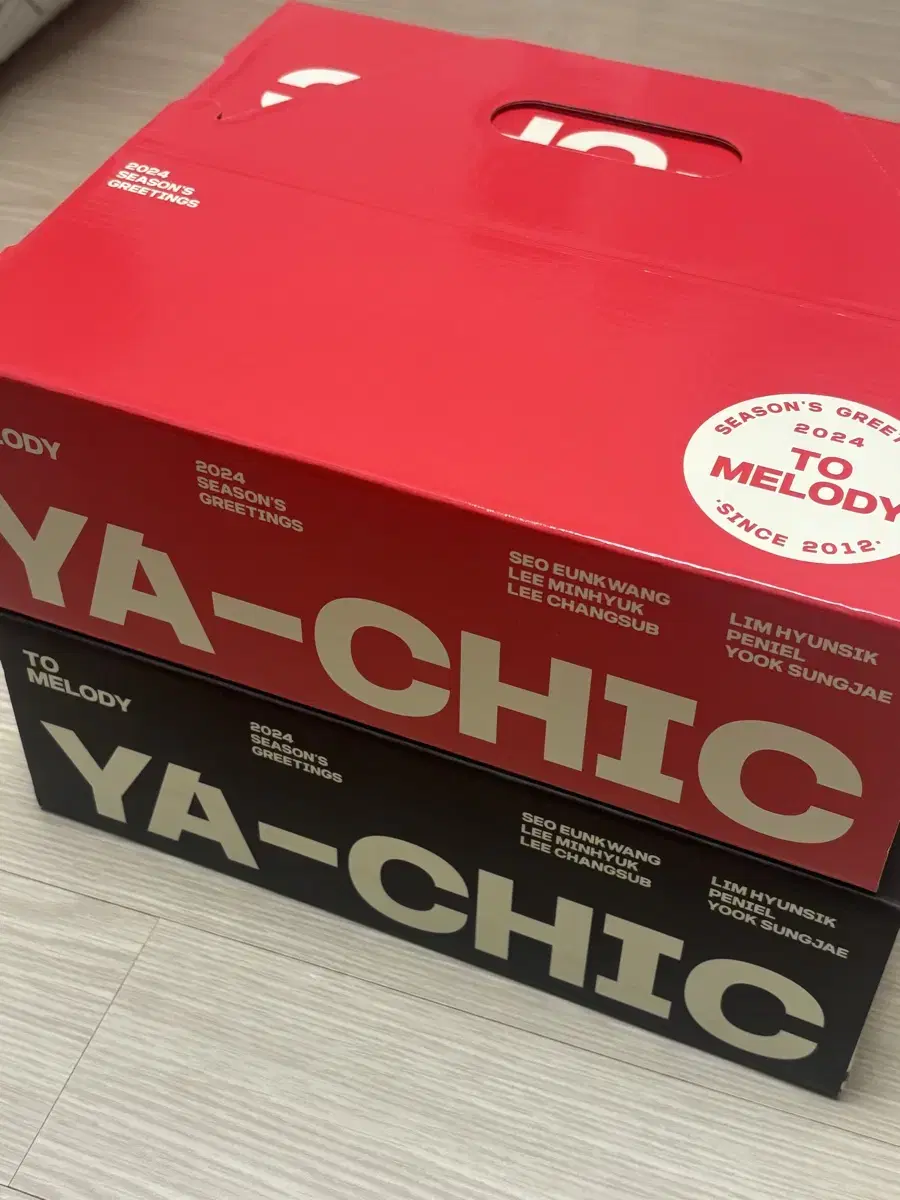 2024
SEASON'S
GREETINGS
SEASON'S GREET
2024
TO
MELODY
·SINCE 2012·
LODY
2024
SEASON'S
GREETINGS
SEO EUNKWANG
LEE MINHYUK
LEE CHANGSUB
LIM HYUNSIK
PENIEL
YOOK SUNGJAE
YA-CHIC
TO
MELODY
2024
SEASON'S
GREETINGS
SEO EUNKWANG
LEE MINHYUK
LEE CHANGSUB
LIM HYUNSIK
PENIEL
YOOK SUNGJAE
YA-CHIC